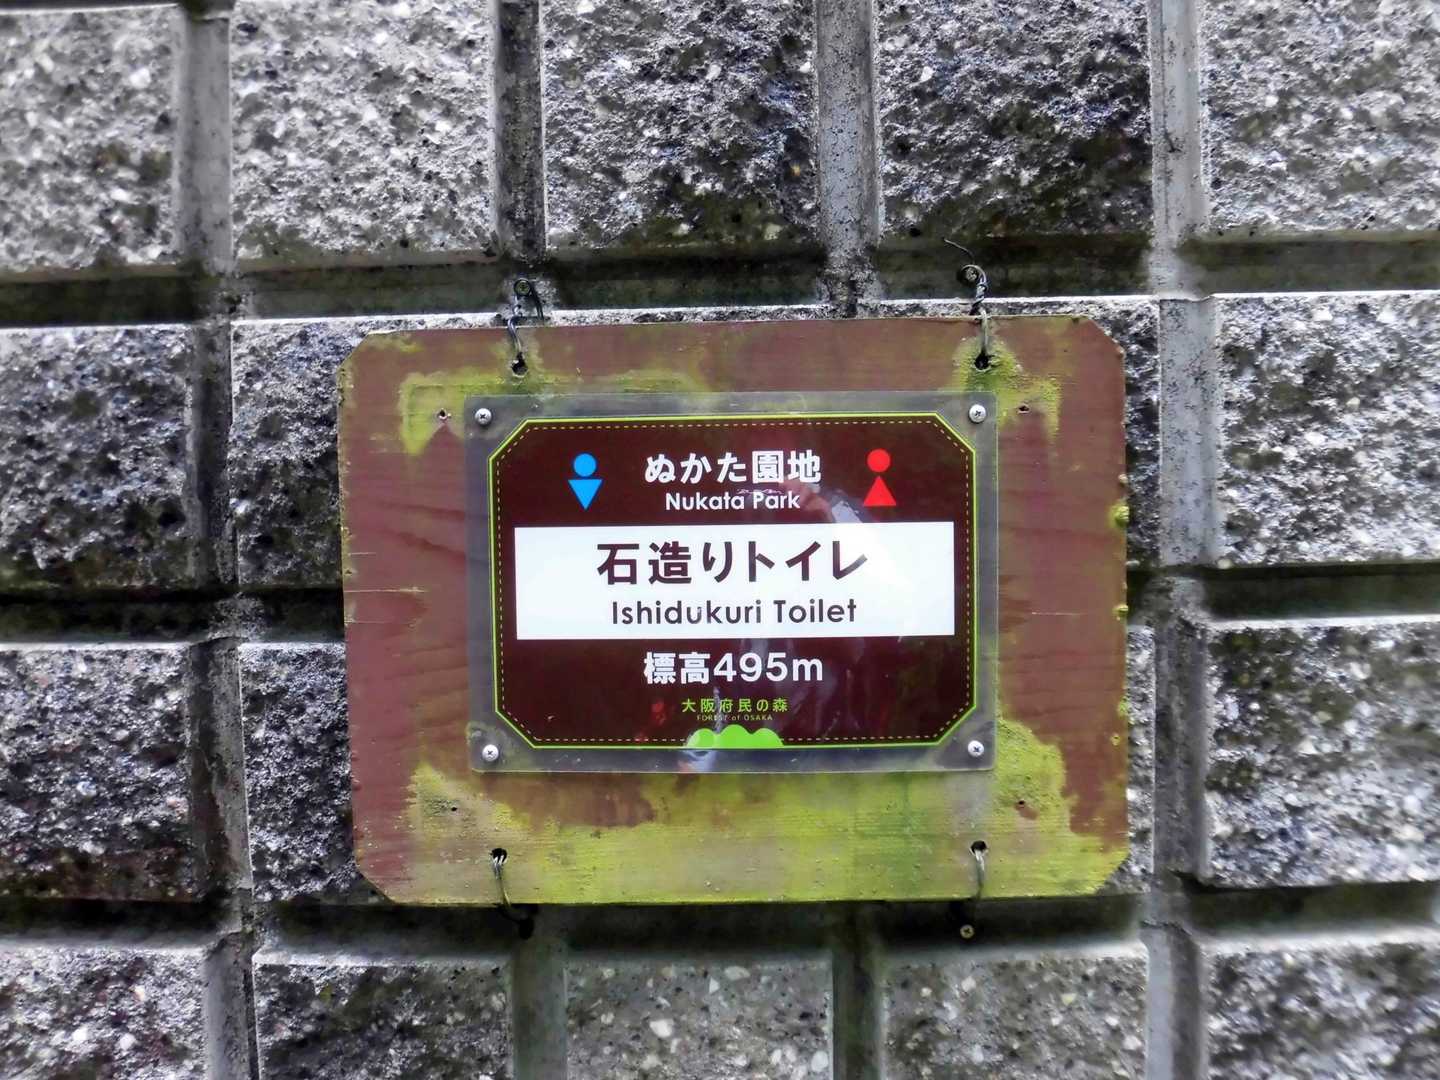 ぬかた園地
Nukata Park
石造りトイレ
Ishidukuri Toilet
標高495m
大阪府民の森
FOREST of OSAKA